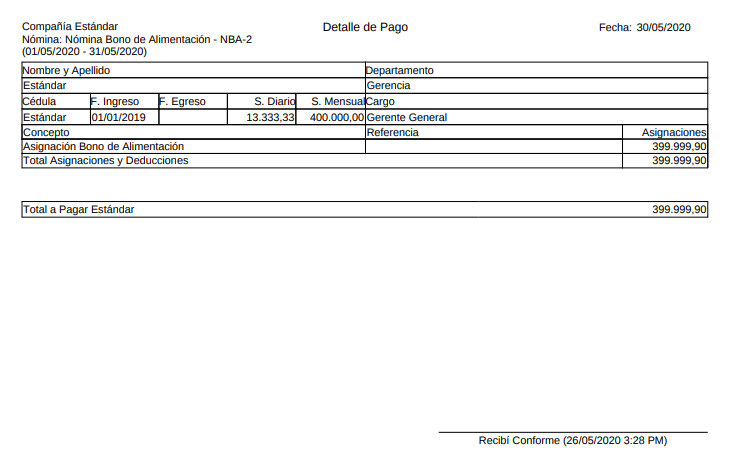 Compañía Estándar Detalle de Pago Fecha: 30/05/2020
Nómina: Nómina Bono de Alimentación - NBA-2
(01/05/2020 - 31/05/2020)
Nombre y Apellido Departamento
Estándar Gerencia
Cédula F. Ingreso F. Egreso S. Diario S. Mensual Cargo
Estándar 01/01/2019 13.333,33 400.000,00 Gerente General
Concepto Referencia Asignaciones
Asignación Bono de Alimentación 399.999,90
Total Asignaciones y Deducciones 399.999,90
Total a Pagar Estándar 399.999,90
Recibí Conforme (26/05/2020 3:28 PM)